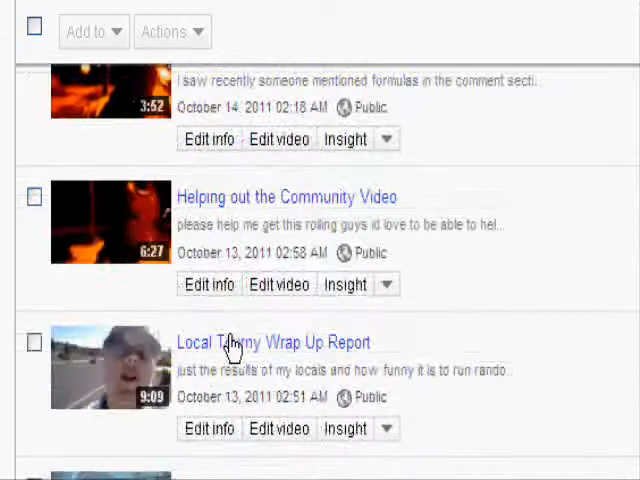 Add to Actions
i saw recently someone mentioned formulas in the comment secti..
3:52
October 14, 2011 02:18 AM Public
Edit info Edit video Insight
Helping out the Community Video
please help me get this rolling guys id love to be able to hel...
6:27
October 13, 2011 02:58 AM Public
Edit info Edit video Insight
Local Tourny Wrap Up Report
just the results of my locals and how funny it is to run rando..
9:09
October 13, 2011 02:51 AM Public
Edit info Edit video Insight